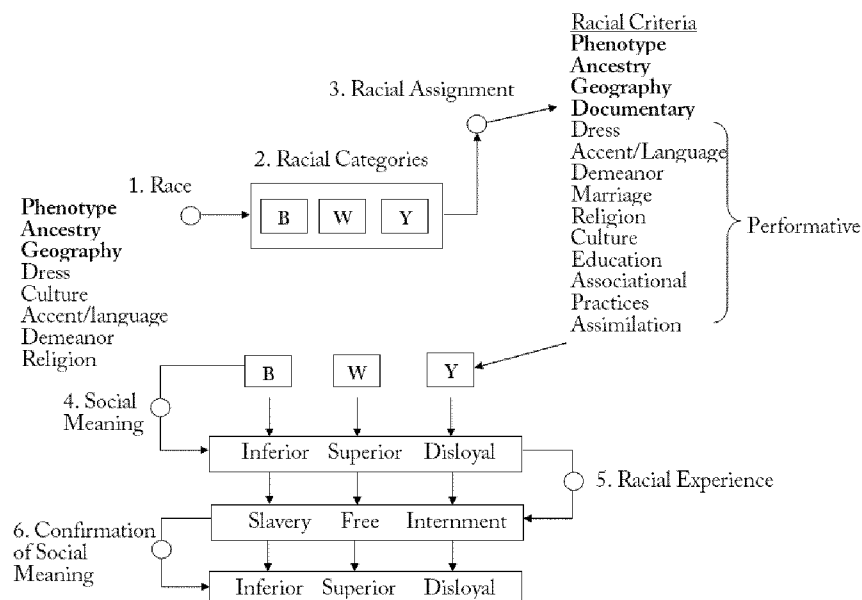 1. Race
Phenotype
Ancestry
Geography
Dress
Culture
Accent/language
Demeanor
Religion
2. Racial Categories
B W Y
3. Racial Assignment
Racial Criteria
Phenotype
Ancestry
Geography
Documentary
Dress
Accent/Language
Demeanor
Marriage
Religion
Culture
Education
Associational
Practices
Assimilation
Performative
B W Y
4. Social
Meaning
Inferior Superior Disloyal
5. Racial Experience
Slavery Free Internment
6. Confirmation
of Social
Meaning
Inferior Superior Disloyal